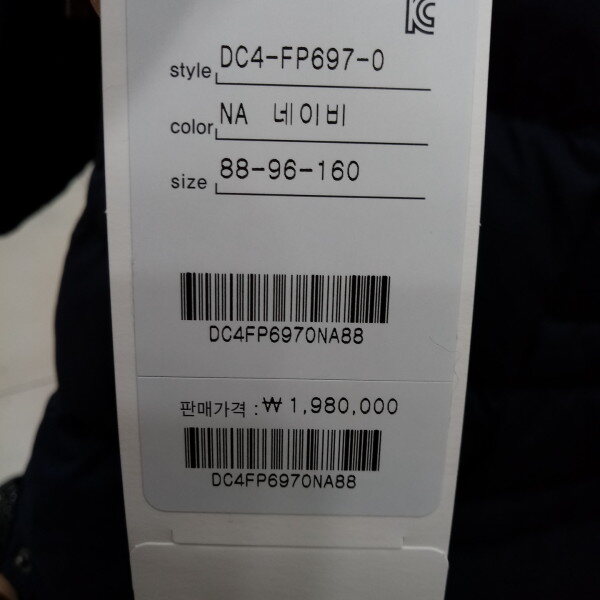 KC
style DC4-FP697-0
color NA 네이비
size 88-96-160
DC4FP6970NA88
판매가격 : ₩ 1,980,000
DC4FP6970NA88